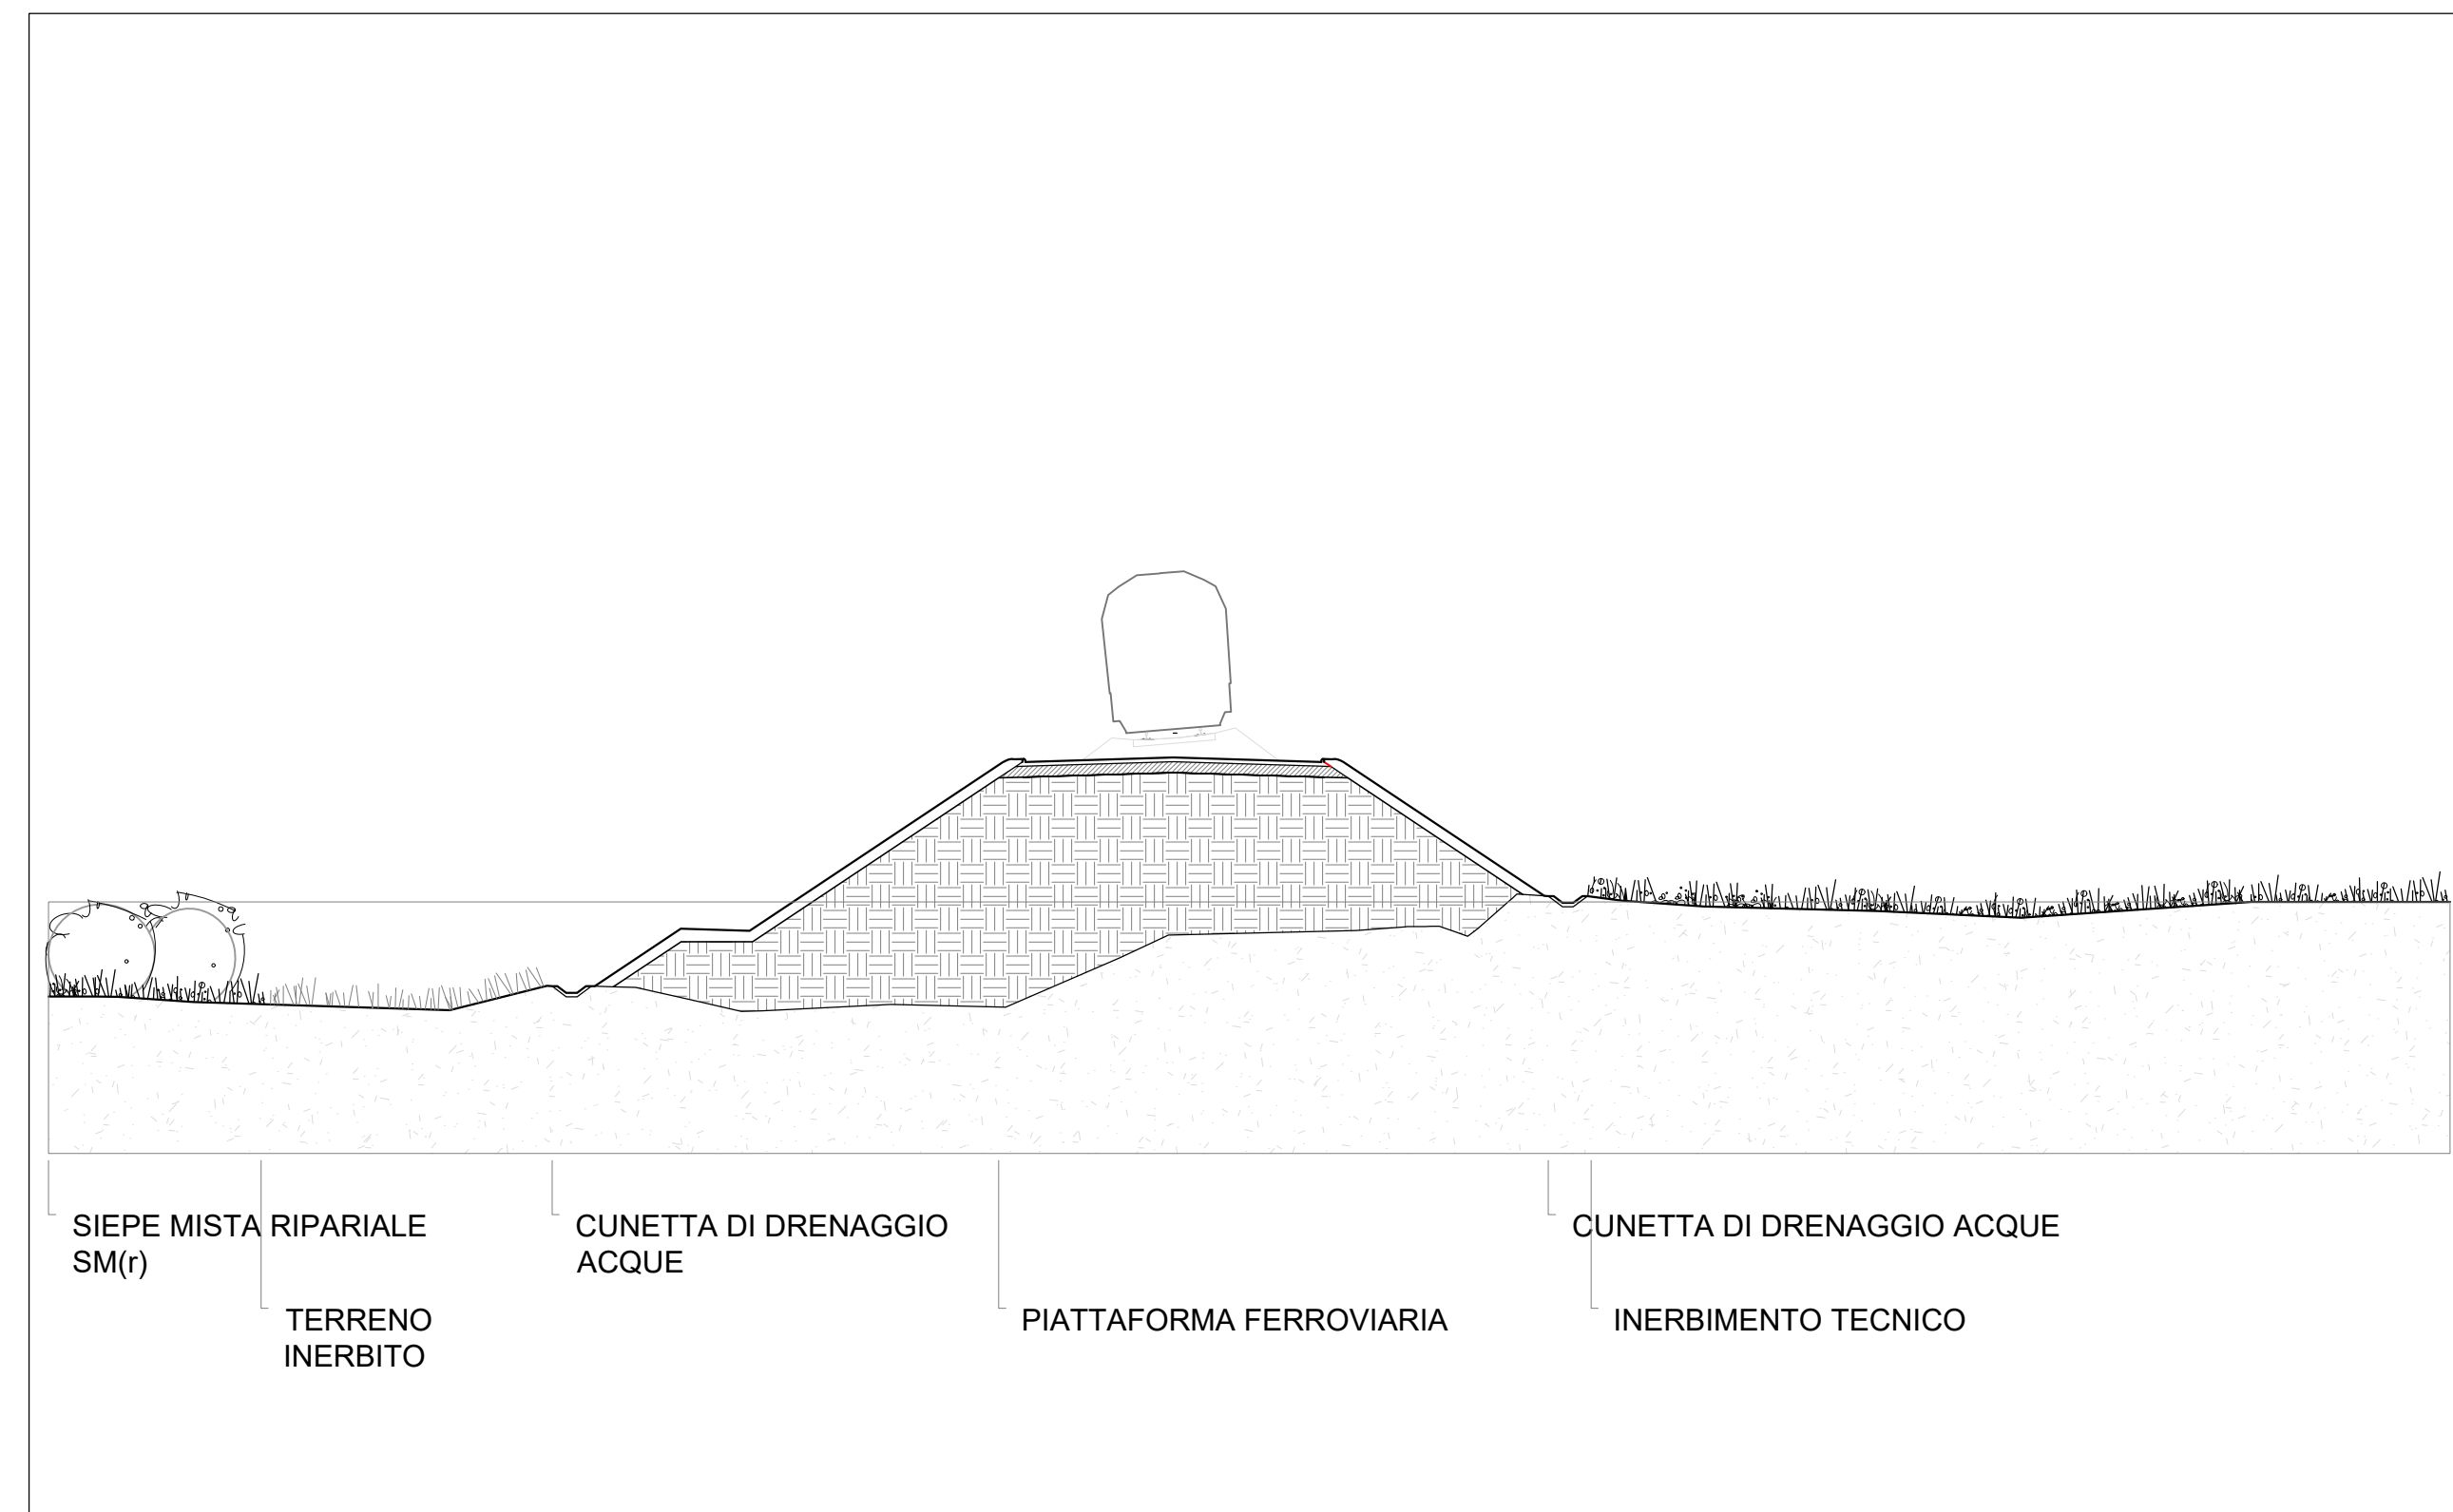 SIEPE MISTA RIPARIALE
SM(r)
TERRENO
INERBITO
CUNETTA DI DRENAGGIO
ACQUE
PIATTAFORMA FERROVIARIA
CUNETTA DI DRENAGGIO ACQUE
INERBIMENTO TECNICO